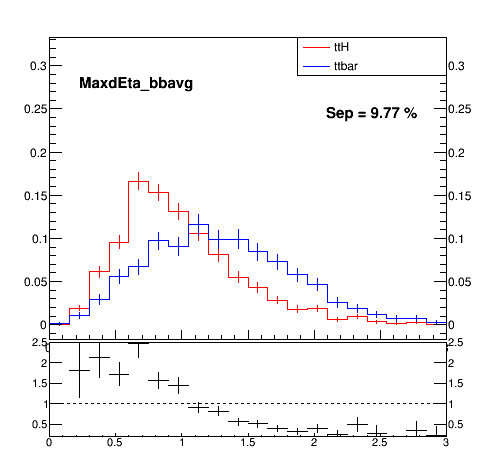 ttH
ttbar
MaxdEta_bbavg
Sep = 9.77 %
0.3 0.3
0.25 0.25
0.2 0.2
0.15 0.15
0.1 0.1
0.05 0.05
0 0
2.5 2.5
2 2
1.5 1.5
1 1
0.5 0.5
0 0.5 1 1.5 2 2.5 3